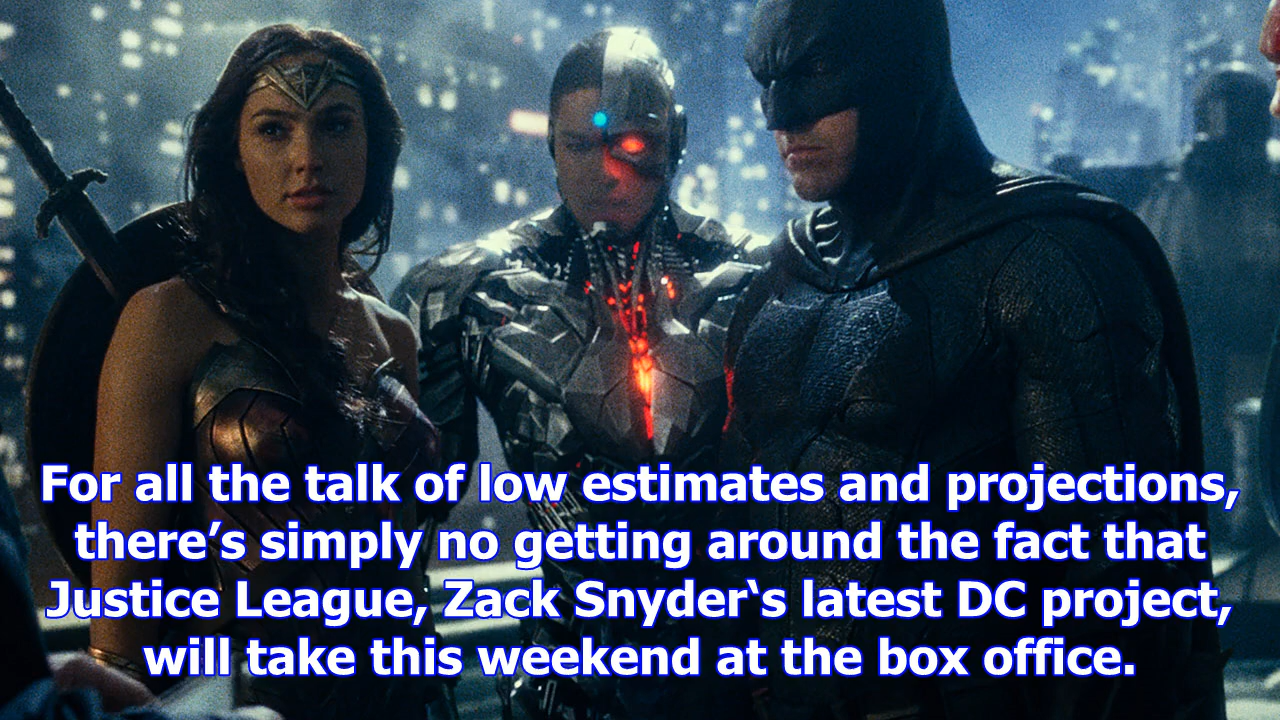 For all the talk of low estimates and projections,
there’s simply no getting around the fact that
Justice League, Zack Snyder‘s latest DC project,
will take this weekend at the box office.